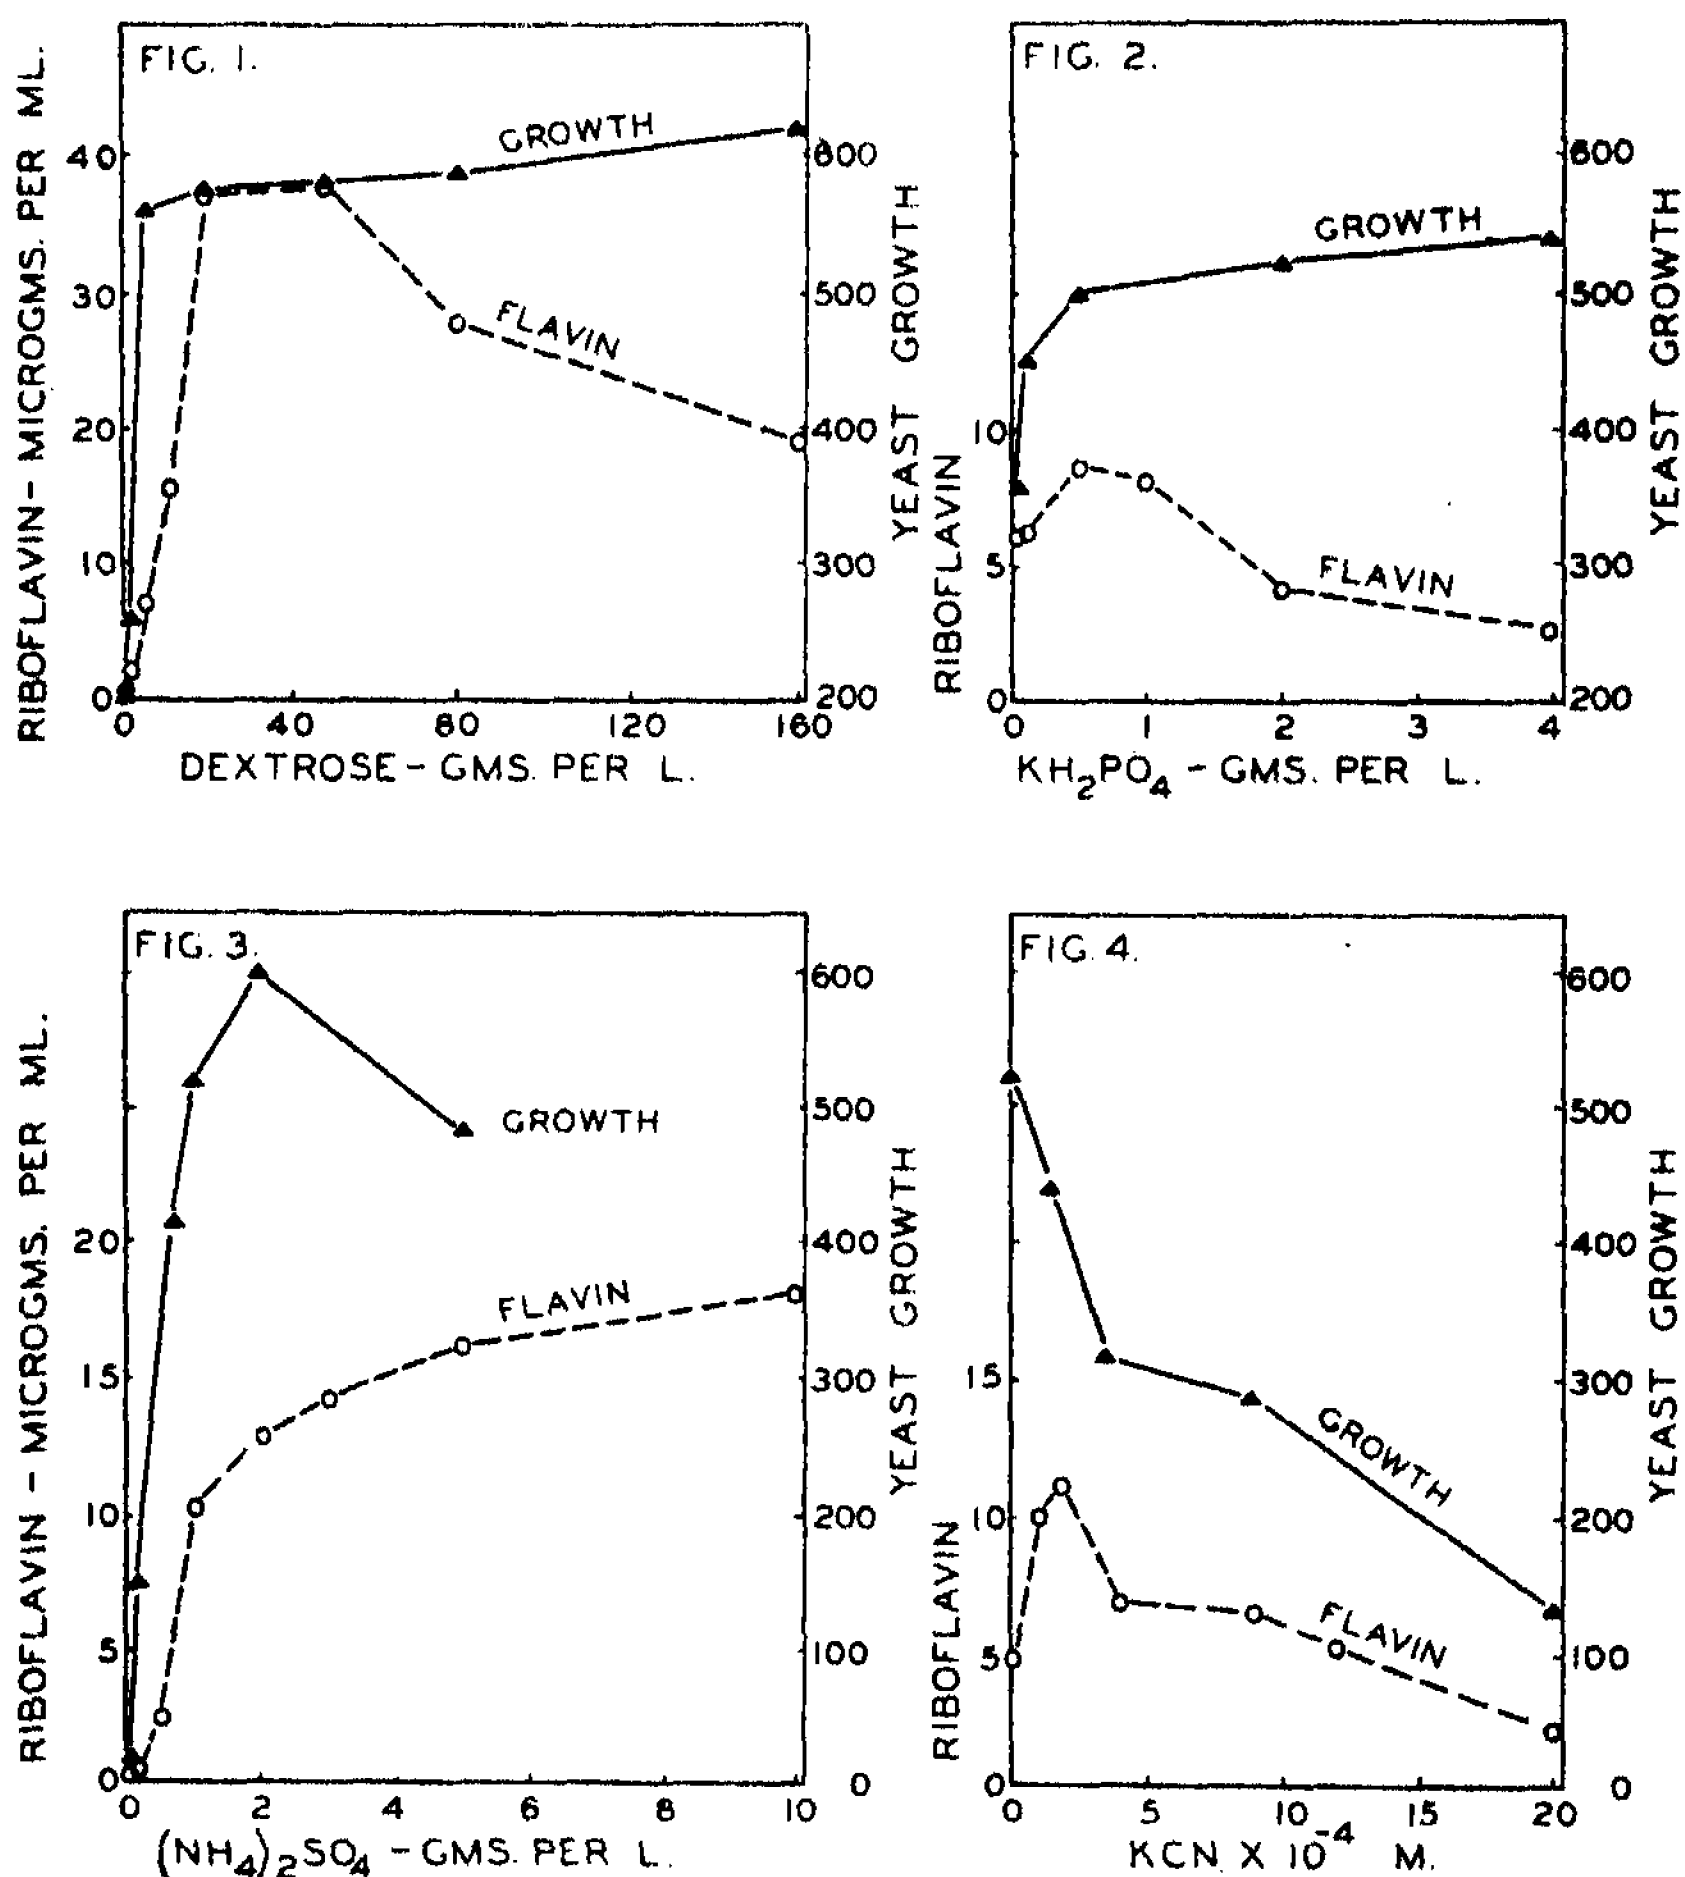 FIG. 1.
RIBOFLAVIN - MICROGMS. PER ML.
40
30
20
10
0
GROWTH
FLAVIN
600
500
400
300
200
YEAST GROWTH
0 40 80 120 160
DEXTROSE - GMS. PER L.
FIG. 2.
RIBOFLAVIN
10
5
0
GROWTH
FLAVIN
600
500
400
300
200
YEAST GROWTH
0 1 2 3 4
KH₂PO₄ - GMS. PER L.
FIG. 3.
RIBOFLAVIN - MICROGMS. PER ML.
20
15
10
5
0
GROWTH
FLAVIN
600
500
400
300
200
100
0
YEAST GROWTH
0 2 4 6 8 10
(NH₄)₂SO₄ - GMS. PER L.
FIG. 4.
RIBOFLAVIN
15
10
5
0
GROWTH
FLAVIN
600
500
400
300
200
100
0
YEAST GROWTH
0 5 10 15 20
KCN X 10⁻⁴ M.